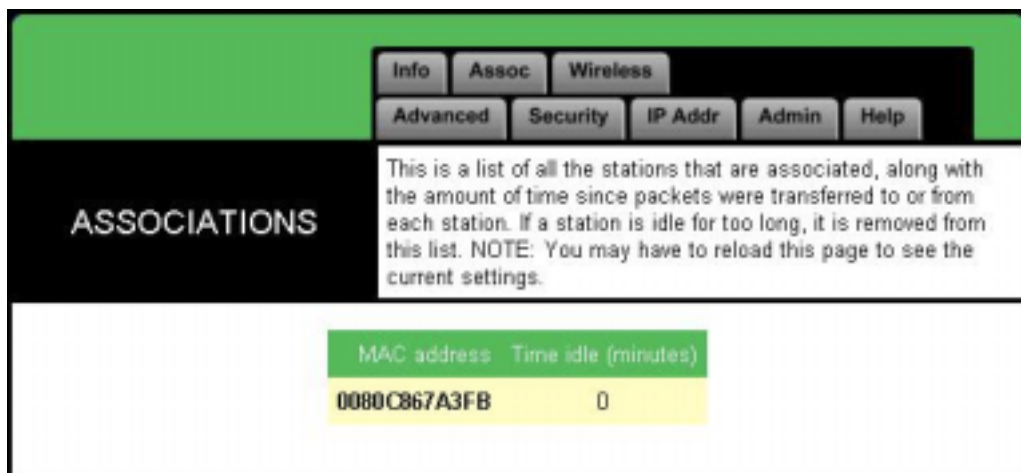 Info Assoc Wireless
Advanced Security IP Addr Admin Help
ASSOCIATIONS
This is a list of all the stations that are associated, along with
the amount of time since packets were transferred to or from
each station. If a station is idle for too long, it is removed from
this list. NOTE: You may have to reload this page to see the
current settings.
MAC address Time idle (minutes)
0080C867A3FB 0